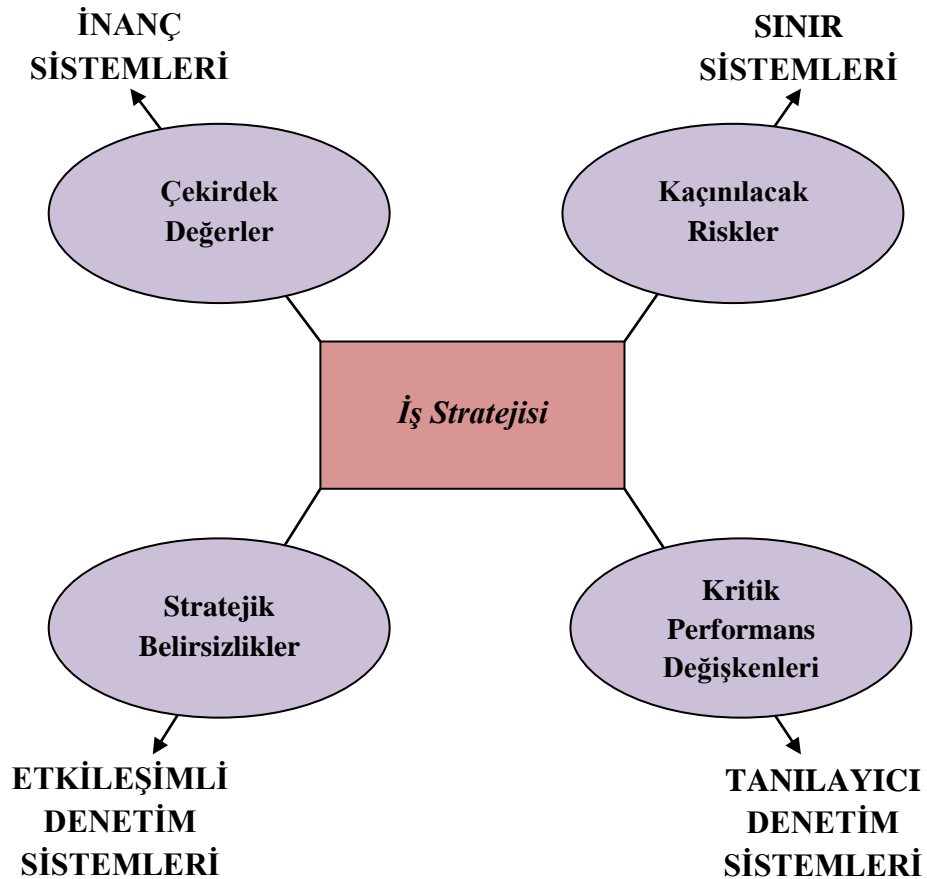 İNANÇ
SİSTEMLERİ
SINIR
SİSTEMLERİ
Çekirdek
Değerler
Kaçınılacak
Riskler
İş Stratejisi
Stratejik
Belirsizlikler
Kritik
Performans
Değişkenleri
ETKİLEŞİMLİ
DENETİM
SİSTEMLERİ
TANILAYICI
DENETİM
SİSTEMLERİ